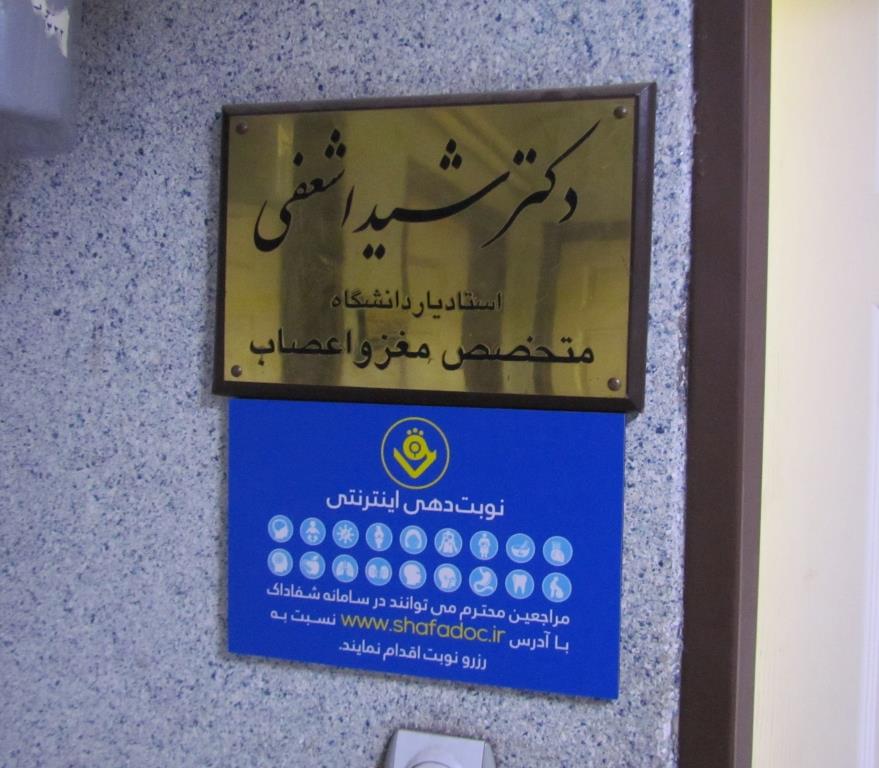 دکتر شیدا شعفی
استادیار دانشگاه
متخصص مغز و اعصاب
نوبت‌دهی اینترنتی
مراجعین محترم می توانند در سامانه شفاداک
با آدرس www.shafadoc.ir نسبت به
رزرو نوبت اقدام نمایند.